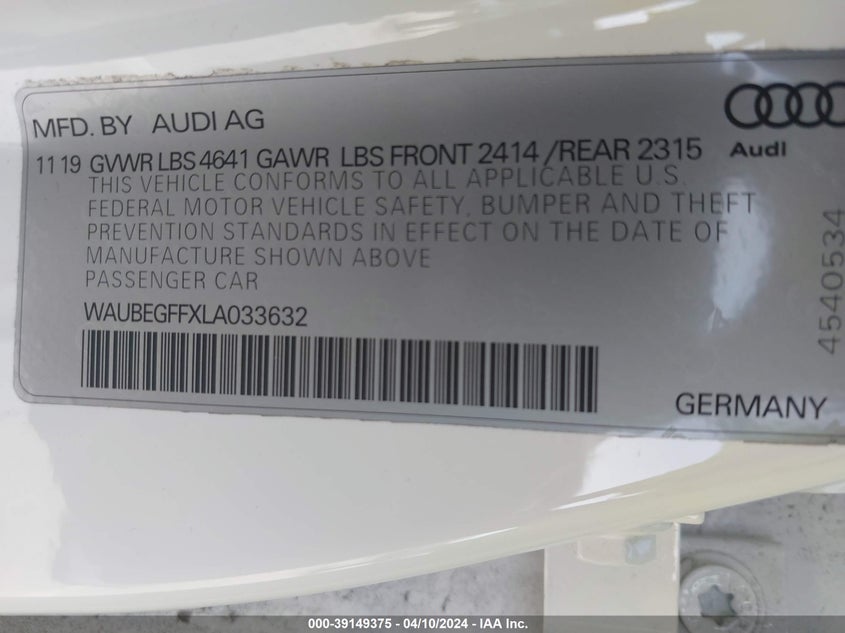 MFD. BY AUDI AG
Audi
11 19 GVWR LBS 4641 GAWR LBS FRONT 2414 /REAR 2315
THIS VEHICLE CONFORMS TO ALL APPLICABLE U.S.
FEDERAL MOTOR VEHICLE SAFETY, BUMPER AND THEFT
PREVENTION STANDARDS IN EFFECT ON THE DATE OF
MANUFACTURE SHOWN ABOVE
PASSENGER CAR
WAUBEGFFXLA033632
4540534
GERMANY
000-39149375 - 04/10/2024 - IAA Inc.